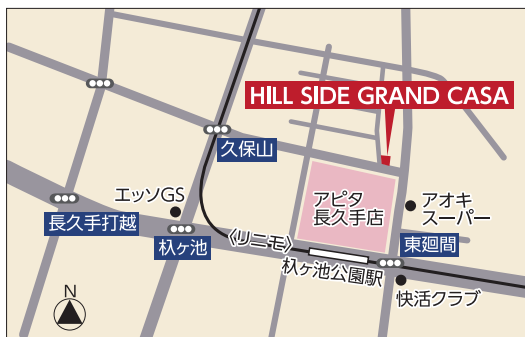 HILL SIDE GRAND CASA
久保山
エッソGS
アピタ
長久手店
アオキ
スーパー
長久手打越
杁ヶ池
〈リニモ〉
東廻間
杁ヶ池公園駅
快活クラブ
N